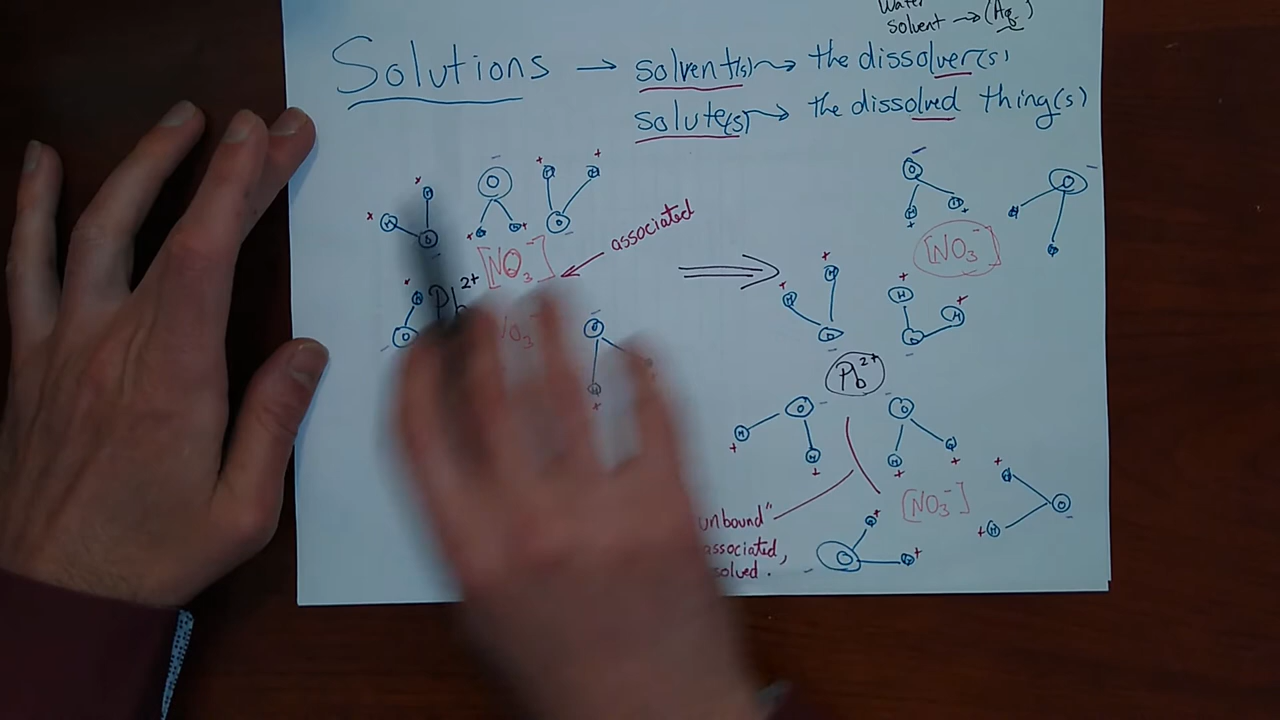 Water
solvent → (Aq.)
Solutions → solvent(s) → the dissolver(s)
solute(s) → the dissolved thing(s)
[NO₃⁻] associated
Pb²⁺
[NO₃⁻]
Pb²⁺
[NO₃⁻]
unbound"
associated,
solved.